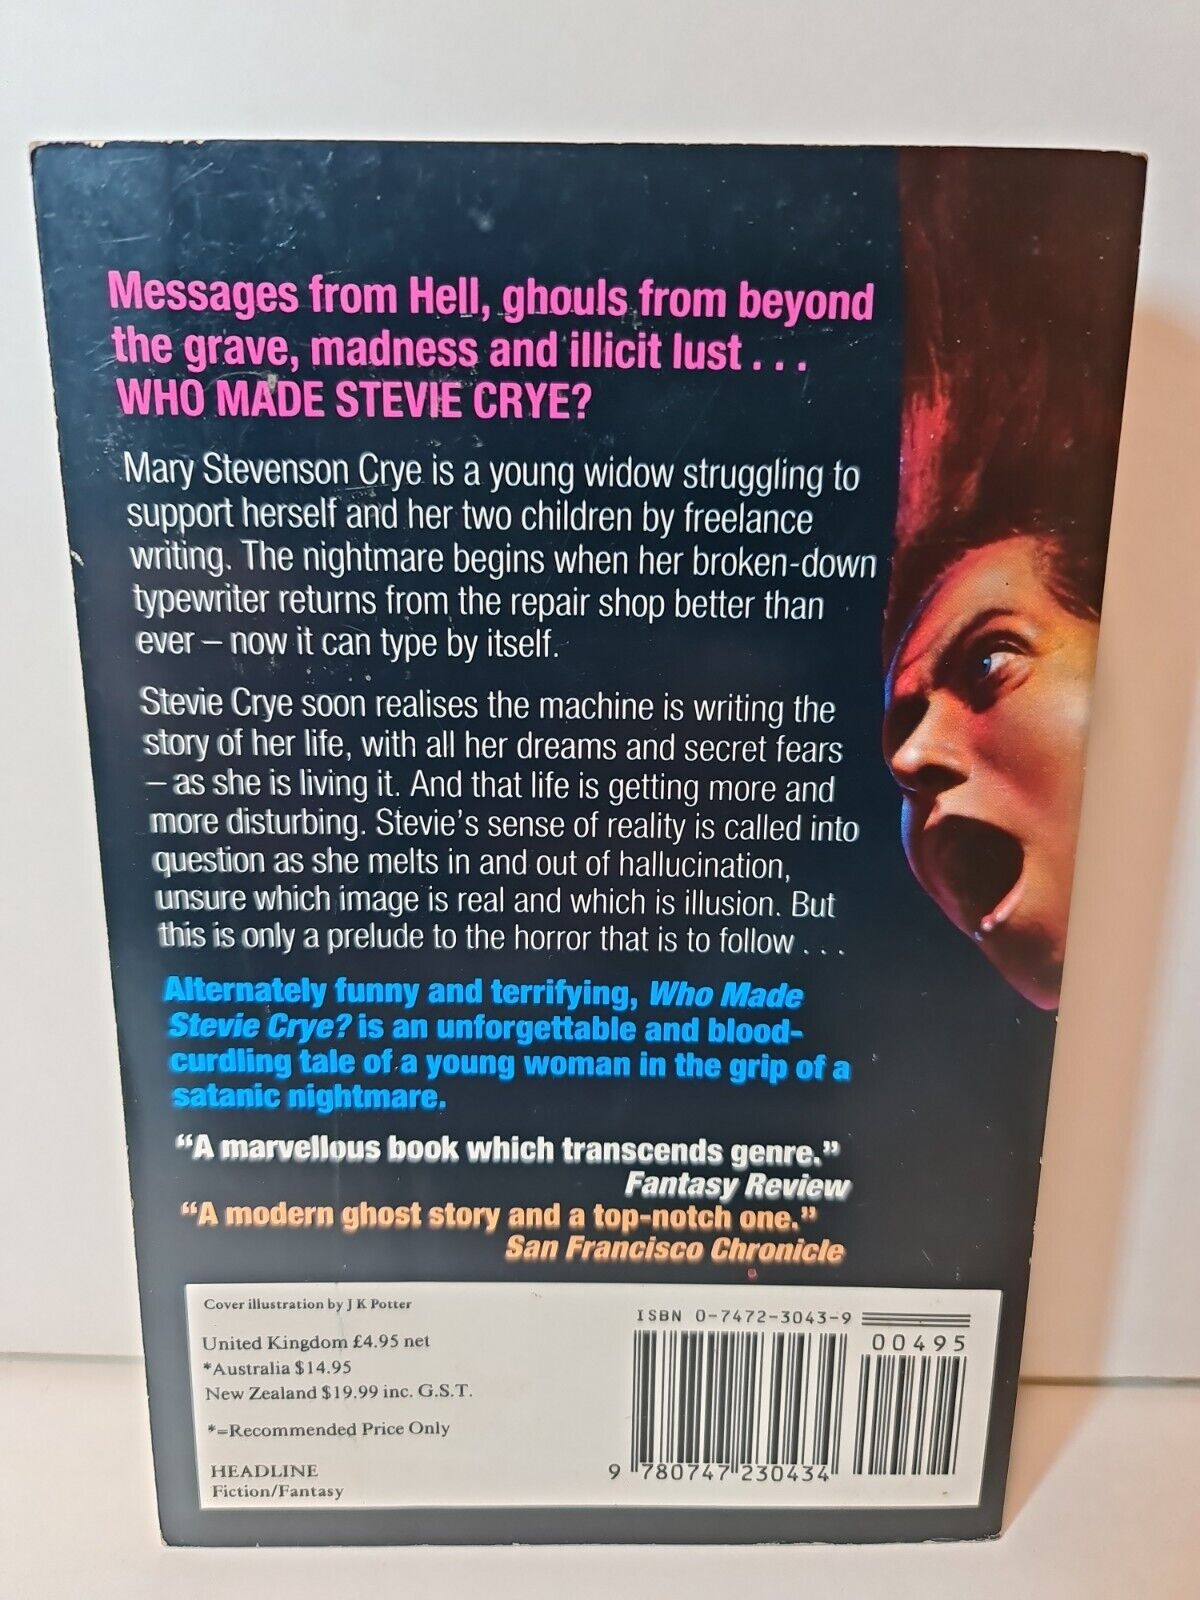 Messages from Hell, ghouls from beyond
the grave, madness and illicit lust . . .
WHO MADE STEVIE CRYE?
Mary Stevenson Crye is a young widow struggling to
support herself and her two children by freelance
writing. The nightmare begins when her broken-down
typewriter returns from the repair shop better than
ever – now it can type by itself.
Stevie Crye soon realises the machine is writing the
story of her life, with all her dreams and secret fears
– as she is living it. And that life is getting more and
more disturbing. Stevie's sense of reality is called into
question as she melts in and out of hallucination,
unsure which image is real and which is illusion. But
this is only a prelude to the horror that is to follow . . .
Alternately funny and terrifying, Who Made
Stevie Crye? is an unforgettable and blood-
curdling tale of a young woman in the grip of a
satanic nightmare.
“A marvellous book which transcends genre.”
Fantasy Review
“A modern ghost story and a top-notch one.”
San Francisco Chronicle
Cover illustration by J K Potter
United Kingdom £4.95 net
*Australia $14.95
New Zealand $19.99 inc. G.S.T.
*=Recommended Price Only
HEADLINE
Fiction/Fantasy
ISBN 0-7472-3043-9
00495
9 780747 230434